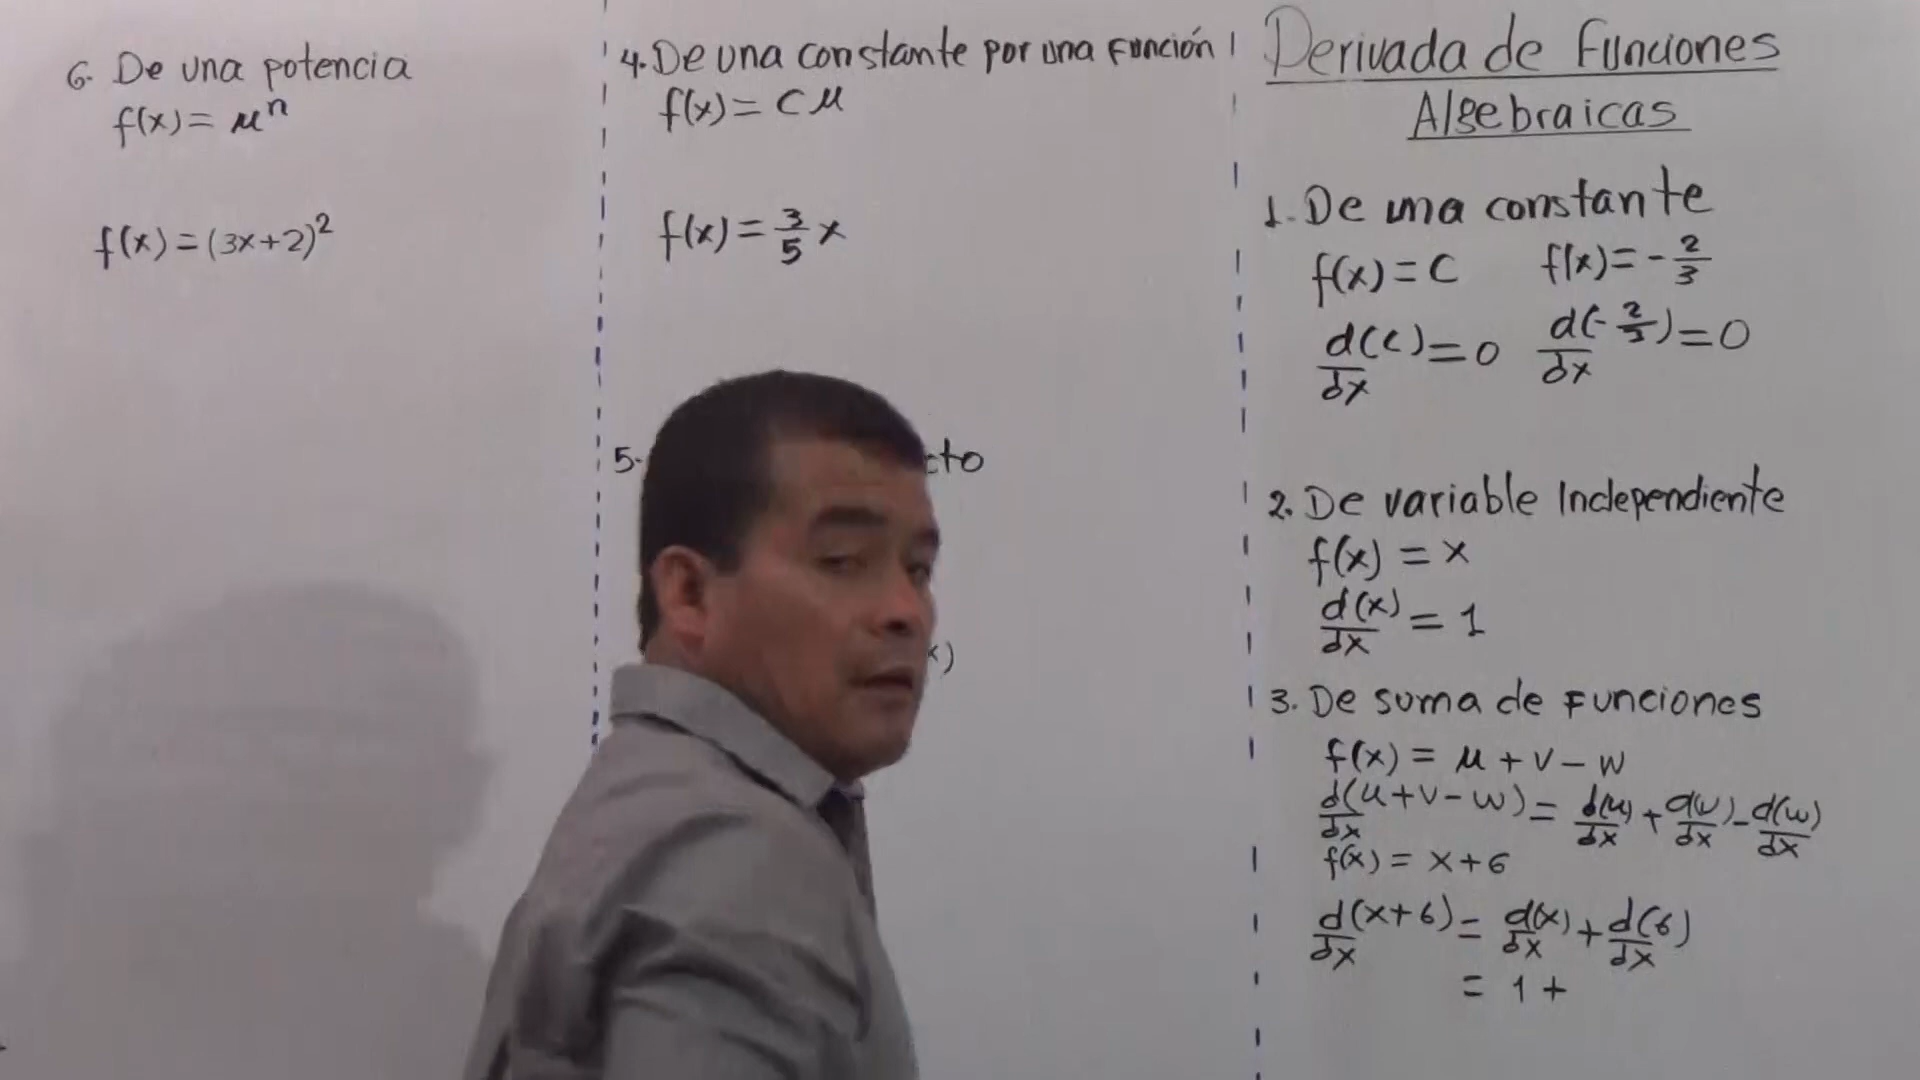 Derivada de Funciones
Algebraicas
1. De una constante
f(x) = C f(x) = - 2/3
d(c)/dx = 0 d(- 2/3)/dx = 0
2. De variable Independiente
f(x) = x
d(x)/dx = 1
3. De suma de Funciones
f(x) = μ + v - w
d(μ + v - w)/dx = d(μ)/dx + d(v)/dx - d(w)/dx
f(x) = x + 6
d(x + 6)/dx = d(x)/dx + d(6)/dx
= 1 +
4. De una constante por una Función
f(x) = C μ
f(x) = 3/5 x
5.
6. De una potencia
f(x) = μ^n
f(x) = (3x+2)²